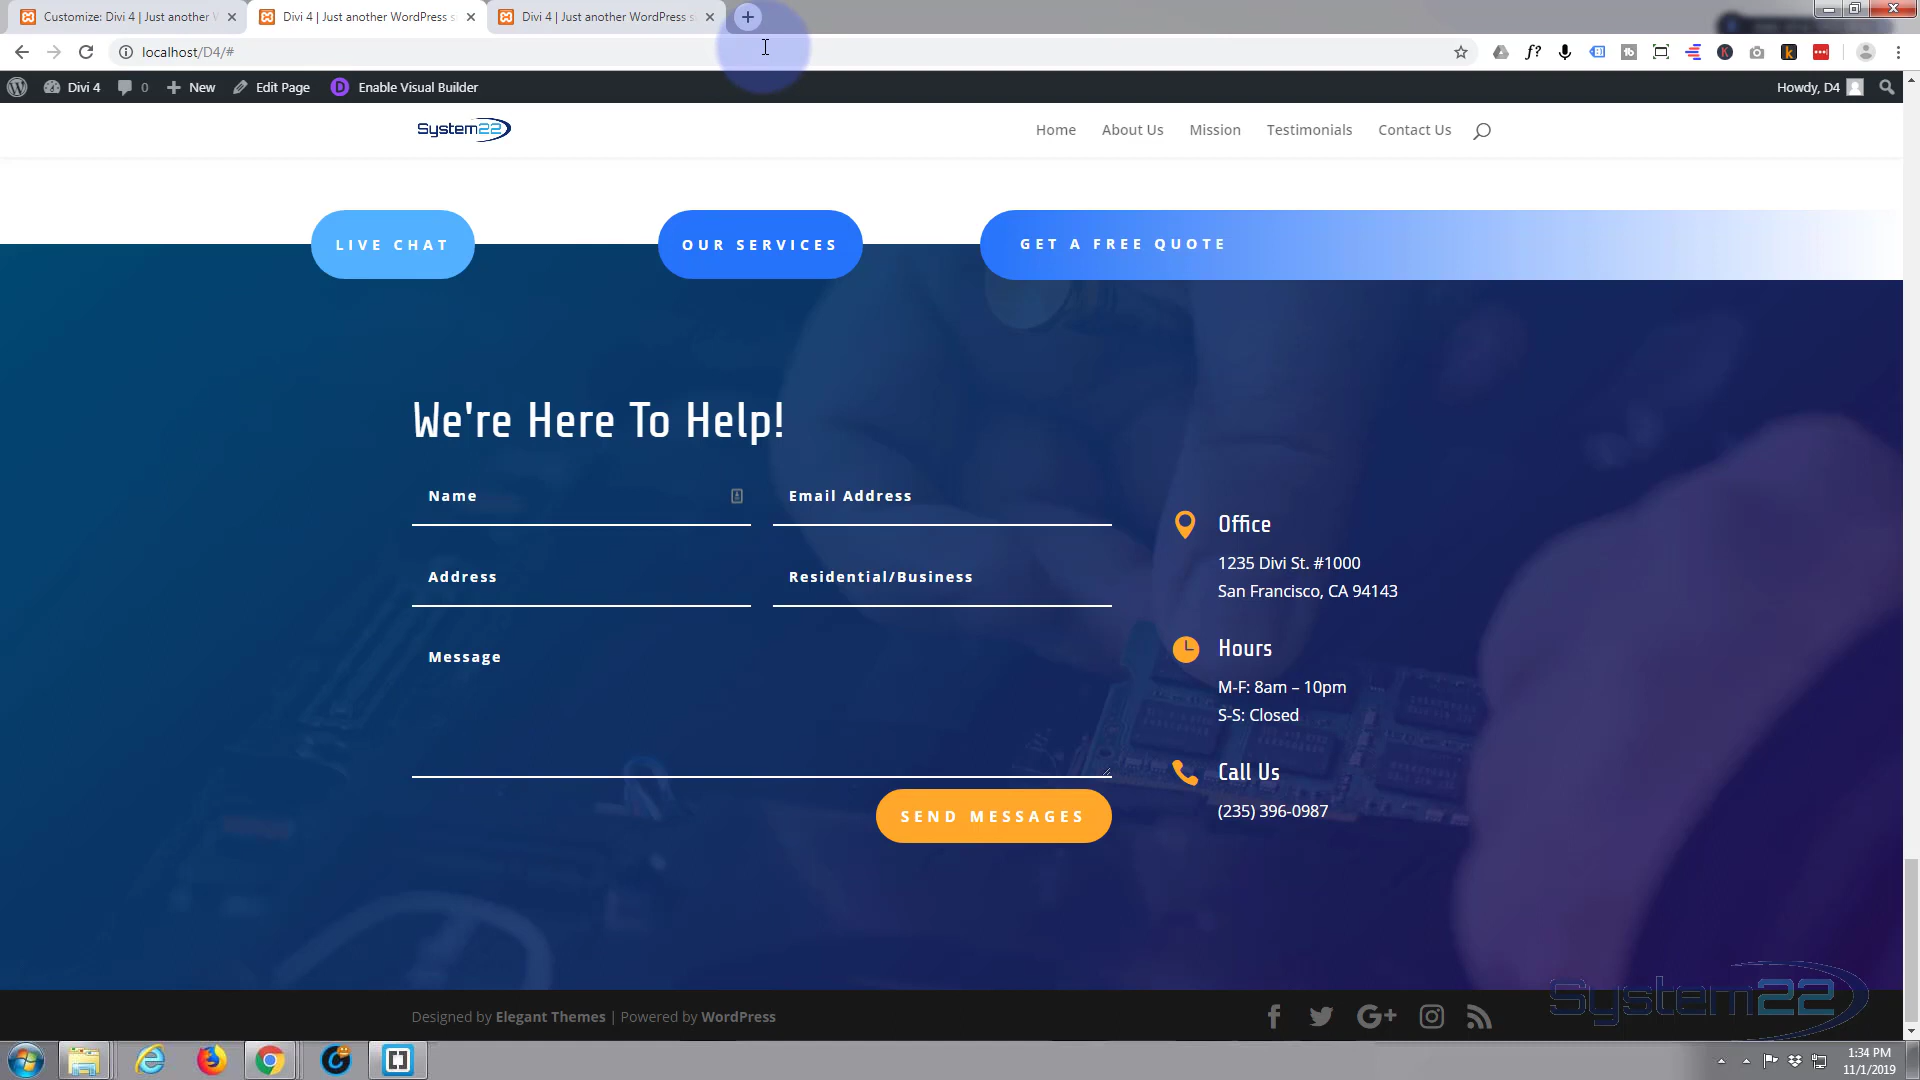 Customize: Divi 4 | Just another W
Divi 4 | Just another WordPress s
Divi 4 | Just another WordPress s
localhost/D4/#
f?
Divi 4
0
New
Edit Page
D
Enable Visual Builder
Howdy, D4
System22
Home
About Us
Mission
Testimonials
Contact Us
LIVE CHAT
OUR SERVICES
GET A FREE QUOTE
We're Here To Help!
Name
Email Address
Address
Residential/Business
Message
SEND MESSAGES
Office
1235 Divi St. #1000
San Francisco, CA 94143
Hours
M-F: 8am – 10pm
S-S: Closed
Call Us
(235) 396-0987
Designed by Elegant Themes | Powered by WordPress
System22
1:34 PM
11/1/2019